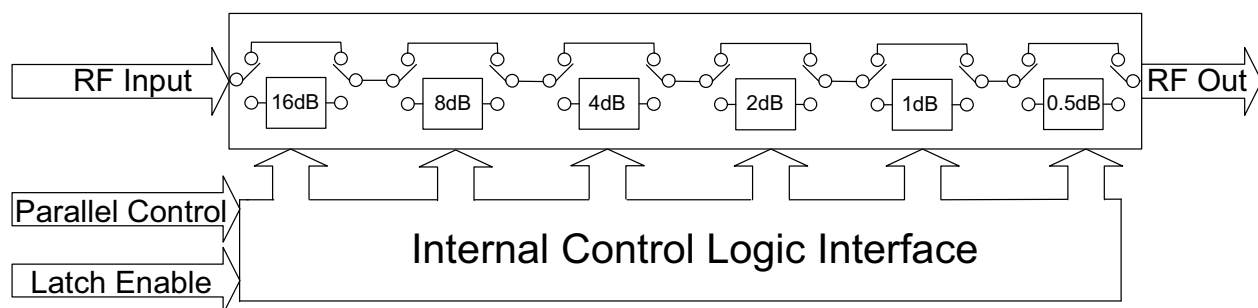 RF Input
16dB
8dB
4dB
2dB
1dB
0.5dB
RF Out
Parallel Control
Latch Enable
Internal Control Logic Interface